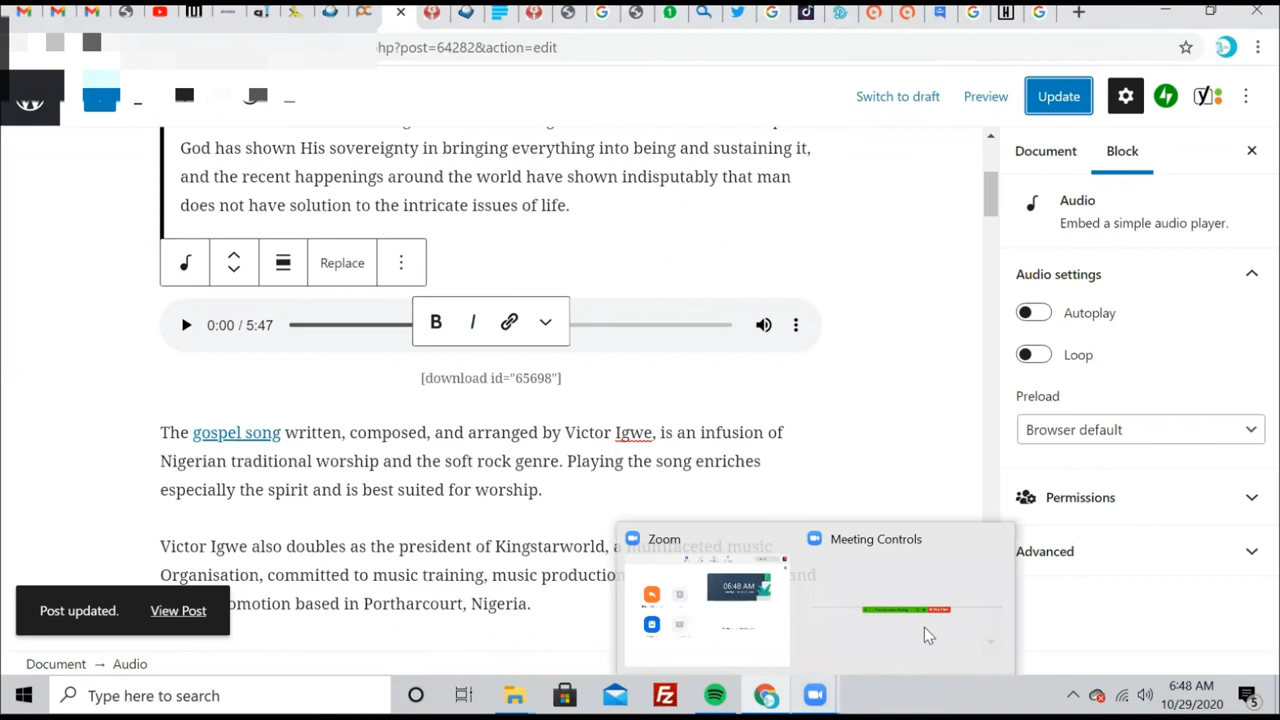 hp?post=64282&action=edit
Switch to draft
Preview
Update
God has shown His sovereignty in bringing everything into being and sustaining it,
and the recent happenings around the world have shown indisputably that man
does not have solution to the intricate issues of life.
Replace
0:00 / 5:47
B I
[download id="65698"]
The gospel song written, composed, and arranged by Victor Igwe, is an infusion of
Nigerian traditional worship and the soft rock genre. Playing the song enriches
especially the spirit and is best suited for worship.
Victor Igwe also doubles as the president of Kingstarworld, a multifaceted music
Organisation, committed to music training, music production
and
omotion based in Portharcourt, Nigeria.
Post updated. View Post
Document → Audio
Document
Block
Audio
Embed a simple audio player.
Audio settings
Autoplay
Loop
Preload
Browser default
Permissions
Advanced
Zoom
Meeting Controls
06:48 AM
Type here to search
6:48 AM
10/29/2020
5